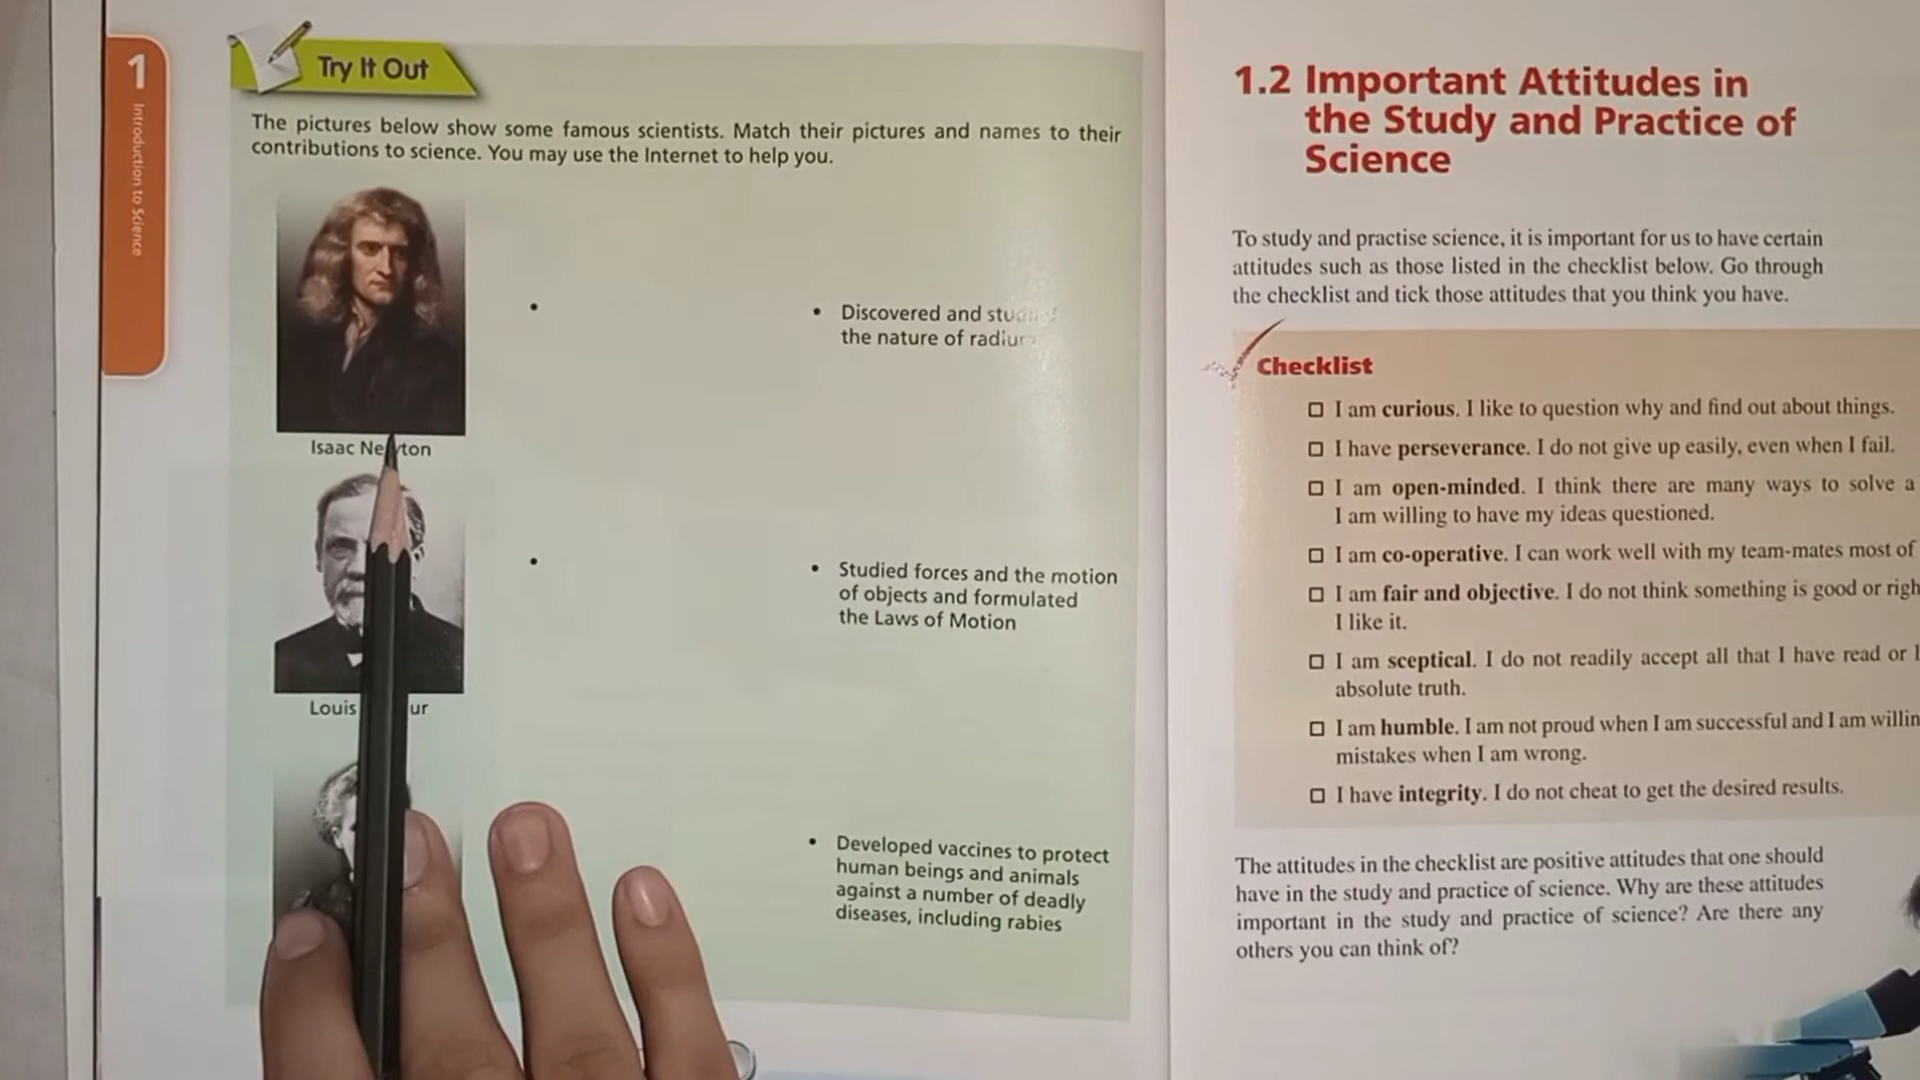 1
Introduction to Science
Try It Out
The pictures below show some famous scientists. Match their pictures and names to their
contributions to science. You may use the Internet to help you.
Isaac Newton
• Discovered and
the nature of
Louis
• Studied forces and the motion
of objects and formulated
the Laws of Motion
• Developed vaccines to protect
human beings and animals
against a number of deadly
diseases, including rabies
1.2 Important Attitudes in
the Study and Practice of
Science
To study and practise science, it is important for us to have certain
attitudes such as those listed in the checklist below. Go through
the checklist and tick those attitudes that you think you have.
Checklist
I am curious. I like to question why and find out about things.
I have perseverance. I do not give up easily, even when I fail.
I am open-minded. I think there are many ways to solve a
I am willing to have my ideas questioned.
I am co-operative. I can work well with my team-mates most of
I am fair and objective. I do not think something is good or
I like it.
I am sceptical. I do not readily accept all that I have read or
absolute truth.
I am humble. I am not proud when I am successful and I am
mistakes when I am wrong.
I have integrity. I do not cheat to get the desired results.
The attitudes in the checklist are positive attitudes that one should
have in the study and practice of science. Why are these attitudes
important in the study and practice of science? Are there any
others you can think of?